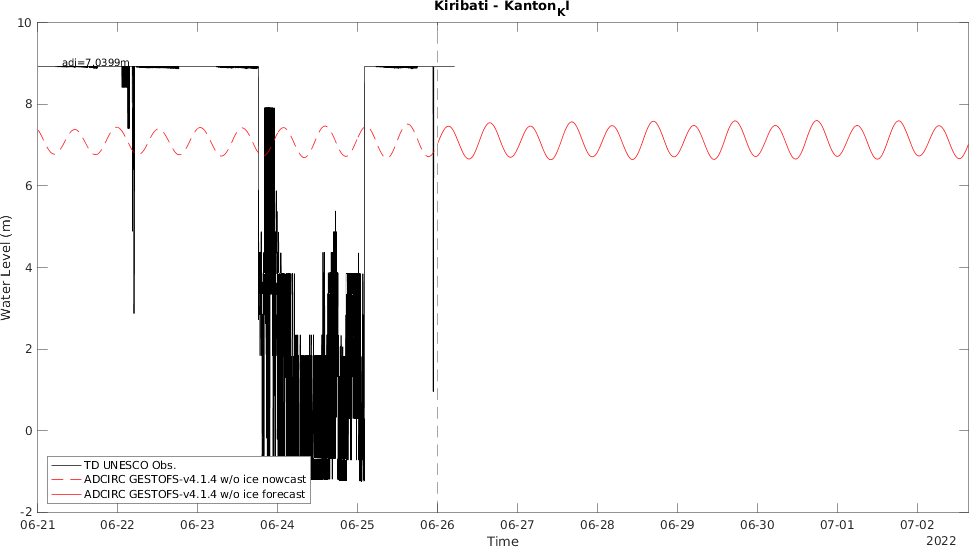 Kiribati - Kanton_KI
10
8
6
4
2
0
-2
Water Level (m)
adj=7.0399m
TD UNESCO Obs.
ADCIRC GESTOFS-v4.1.4 w/o ice nowcast
ADCIRC GESTOFS-v4.1.4 w/o ice forecast
06-21 06-22 06-23 06-24 06-25 06-26 06-27 06-28 06-29 06-30 07-01 07-02
Time
2022